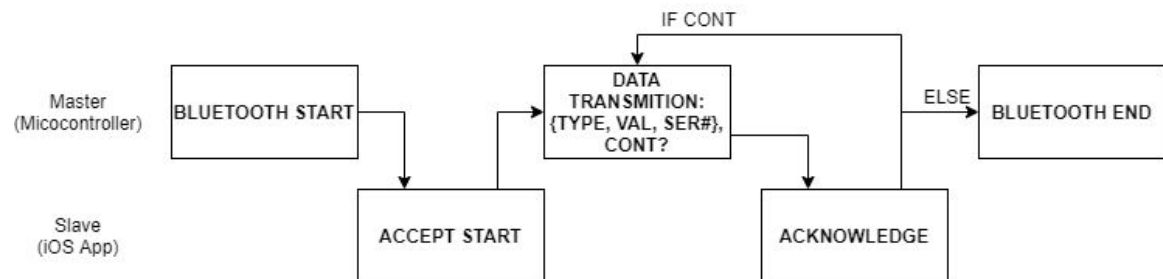 IF CONT
Master
(Micocontroller)
BLUETOOTH START
DATA
TRANSMITION:
{TYPE, VAL, SER#},
CONT?
ELSE
BLUETOOTH END
Slave
(iOS App)
ACCEPT START
ACKNOWLEDGE